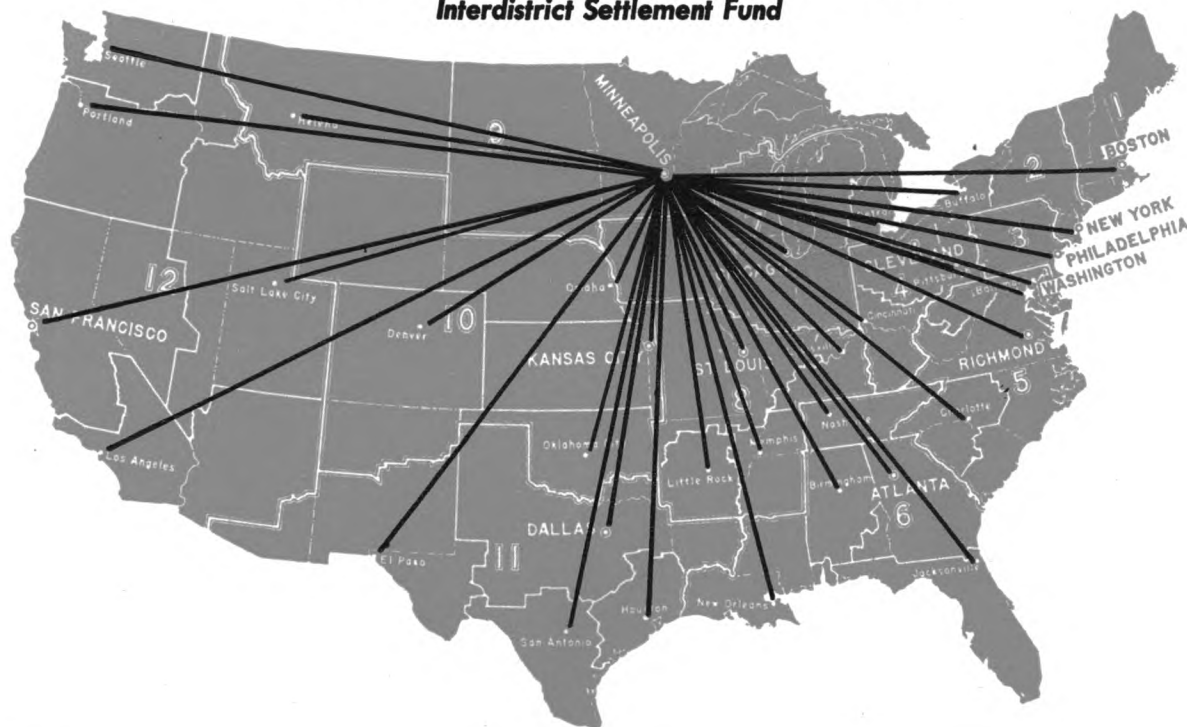 Interdistrict Settlement Fund
Seattle
Portland
Helena
9
MINNEAPOLIS
1
BOSTON
2
Buffalo
NEW YORK
3
PHILADELPHIA
WASHINGTON
CLEVELAND
4
Pittsburgh
Cincinnati
12
Salt Lake City
SAN FRANCISCO
Omaha
Denver
10
KANSAS CITY
ST LOUIS
RICHMOND
5
Charlotte
Nashville
Los Angeles
Oklahoma City
Memphis
Little Rock
Birmingham
ATLANTA
6
DALLAS
11
El Paso
Jacksonville
Houston
New Orleans
San Antonio